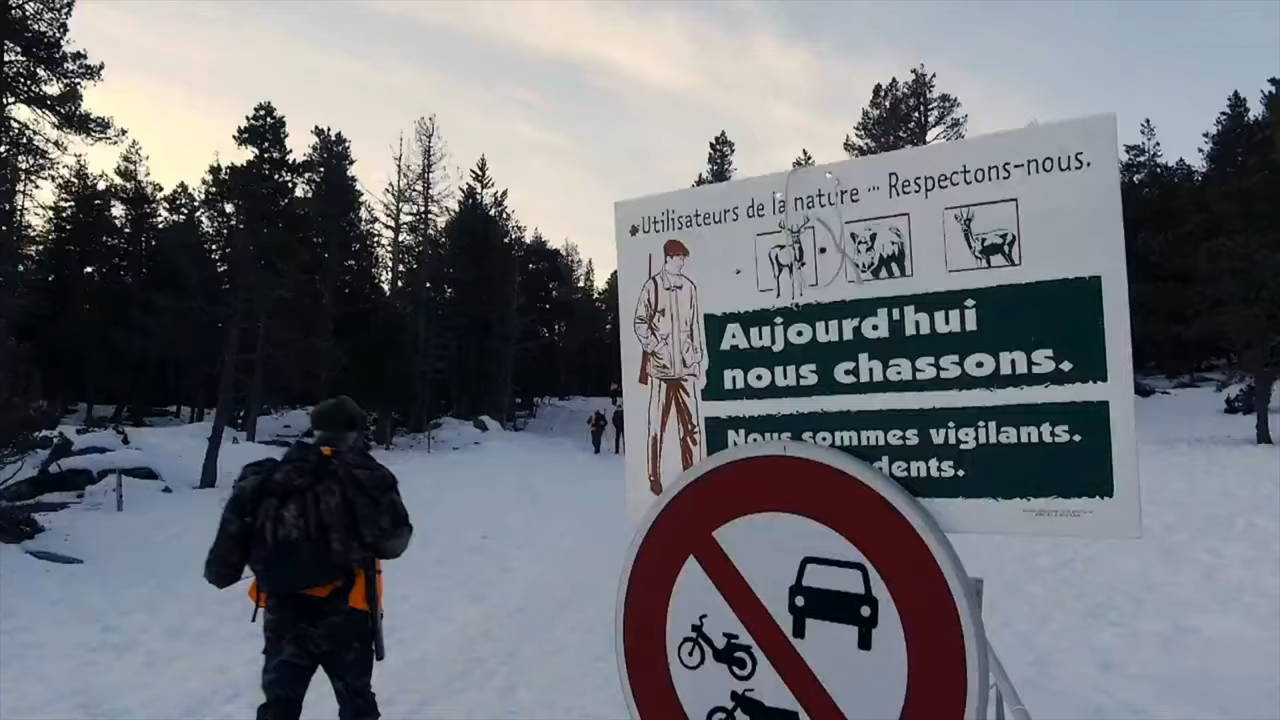 Utilisateurs de la nature ... Respectons-nous.
Aujourd'hui
nous chassons.
Nous sommes vigilants.
dents.